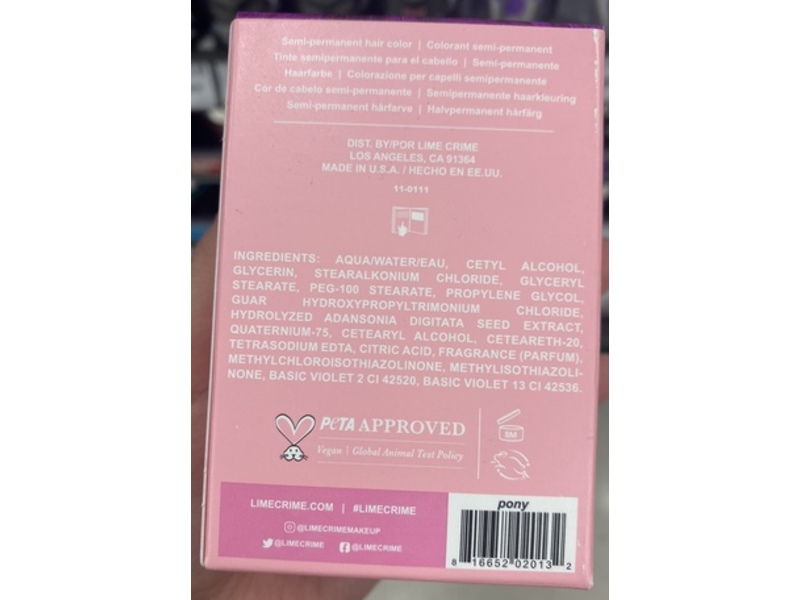 Semi-permanent hair color | Colorant semi-permanent
Tinte semipermanente para el cabello | Semi-permanente
Haarfarbe | Colorazione per capelli semipermanente
Cor de cabelo semi-permanente | Semipermanente haarkleuring
Semi-permanent hårfarve | Halvpermanent hårfärg
DIST. BY/POR LIME CRIME
LOS ANGELES, CA 91364
MADE IN U.S.A. / HECHO EN EE.UU.
11-0111
INGREDIENTS: AQUA/WATER/EAU, CETYL ALCOHOL,
GLYCERIN, STEARALKONIUM CHLORIDE, GLYCERYL
STEARATE, PEG-100 STEARATE, PROPYLENE GLYCOL,
GUAR HYDROXYPROPYLTRIMONIUM CHLORIDE,
HYDROLYZED ADANSONIA DIGITATA SEED EXTRACT,
QUATERNIUM-75, CETEARYL ALCOHOL, CETEARETH-20,
TETRASODIUM EDTA, CITRIC ACID, FRAGRANCE (PARFUM),
METHYLCHLOROISOTHIAZOLINONE, METHYLISOTHIAZOLI-
NONE, BASIC VIOLET 2 CI 42520, BASIC VIOLET 13 CI 42536.
PeTA APPROVED
Vegan | Global Animal Test Policy
8M
LIMECRIME.COM | #LIMECRIME
@LIMECRIMEMAKEUP
@LIMECRIME @LIMECRIME
pony
8 16652 02013 2